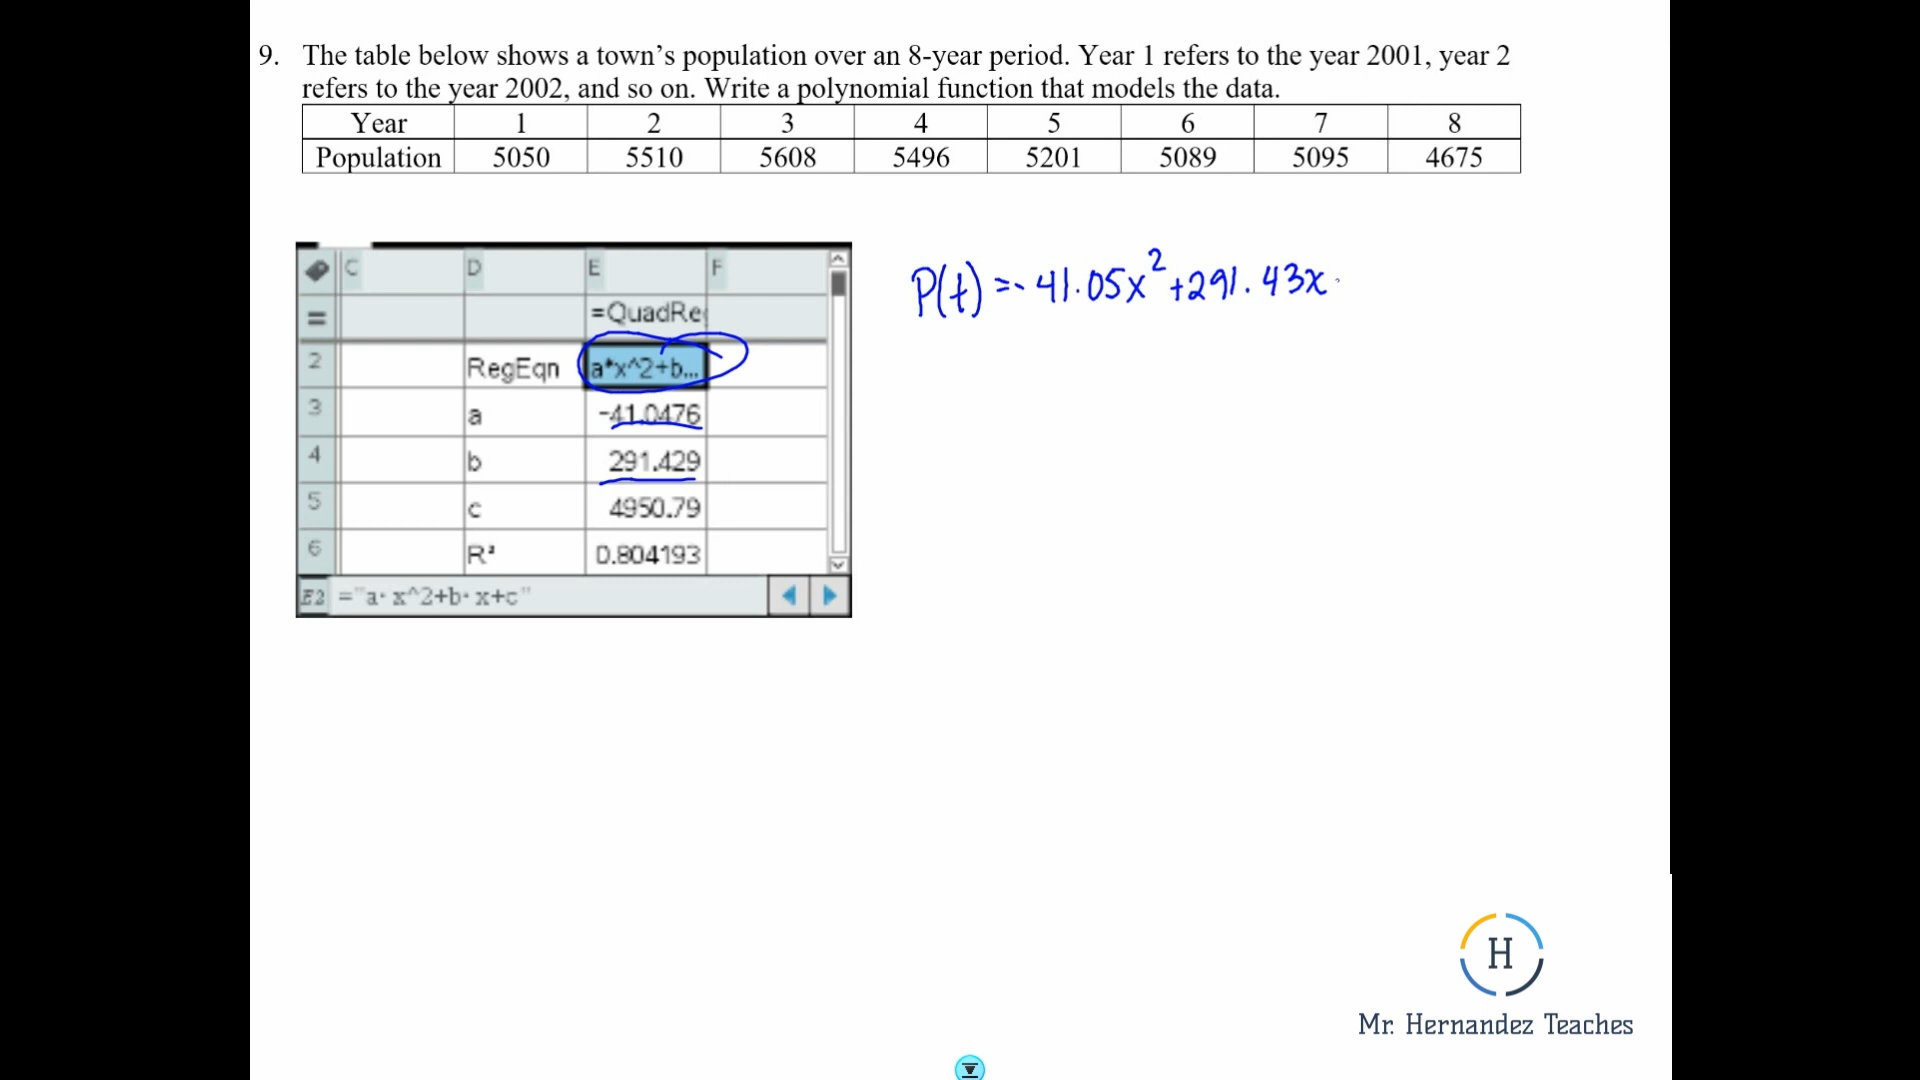 9. The table below shows a town’s population over an 8-year period. Year 1 refers to the year 2001, year 2
refers to the year 2002, and so on. Write a polynomial function that models the data.
Year 1 2 3 4 5 6 7 8
Population 5050 5510 5608 5496 5201 5089 5095 4675
P(t) = - 41.05x² + 291.43x
C D E F
= =QuadRe
2 RegEqn a*x^2+b...
3 a -41.0476
4 b 291.429
5 c 4950.79
6 R² 0.804193
E2 ="a· x^2+b· x+c"
H
Mr. Hernandez Teaches